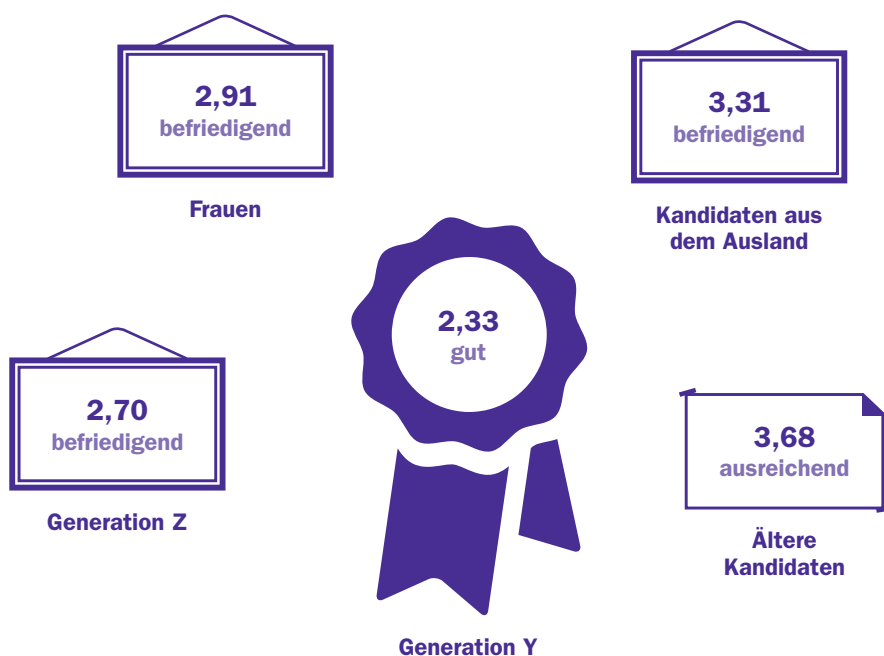 2,91
befriedigend
Frauen
3,31
befriedigend
Kandidaten aus
dem Ausland
2,33
gut
Generation Y
2,70
befriedigend
Generation Z
3,68
ausreichend
Ältere
Kandidaten